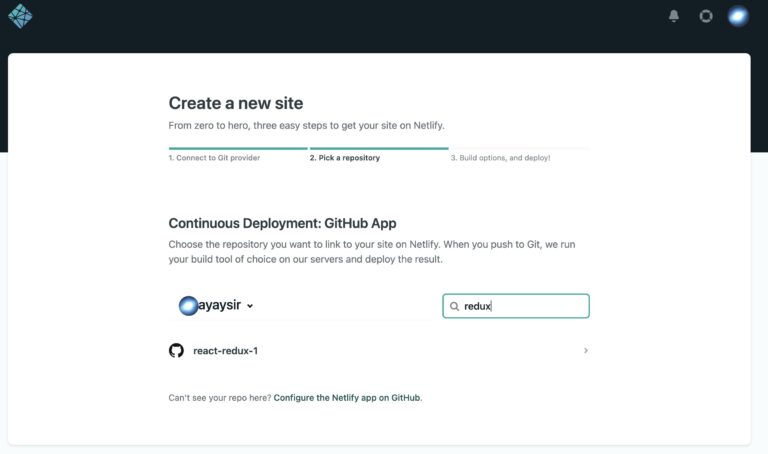 Create a new site
From zero to hero, three easy steps to get your site on Netlify.
1. Connect to Git provider
2. Pick a repository
3. Build options, and deploy!
Continuous Deployment: GitHub App
Choose the repository you want to link to your site on Netlify. When you push to Git, we run
your build tool of choice on our servers and deploy the result.
ayaysir
redux
react-redux-1
Can't see your repo here? Configure the Netlify app on GitHub.